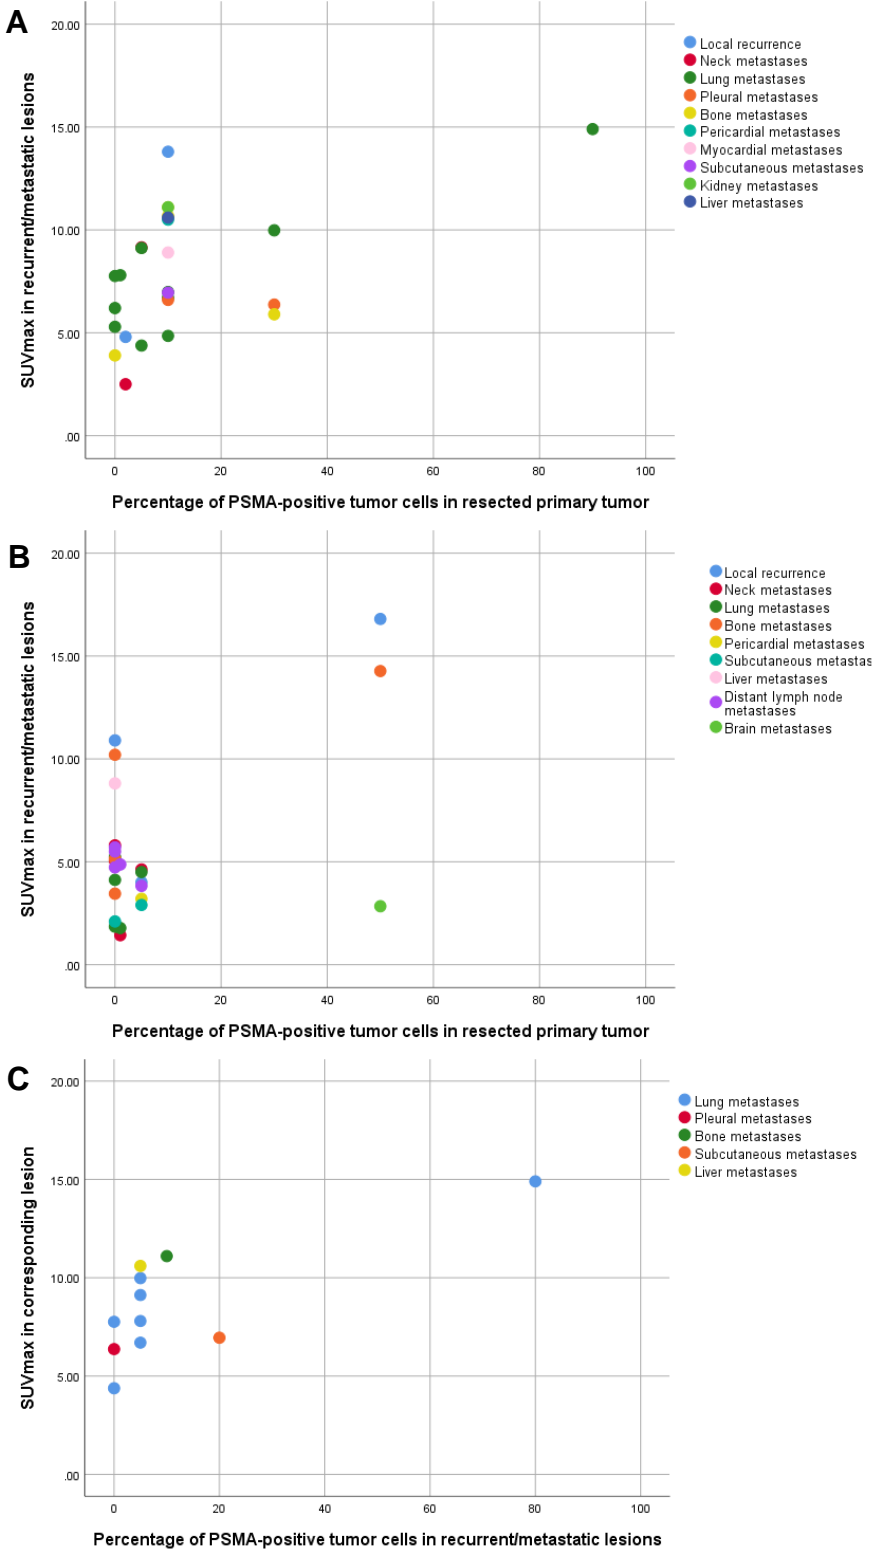 A
20.00
15.00
10.00
5.00
.00
SUVmax in recurrent/metastatic lesions
0 20 40 60 80 100
Percentage of PSMA-positive tumor cells in resected primary tumor
Local recurrence
Neck metastases
Lung metastases
Pleural metastases
Bone metastases
Pericardial metastases
Myocardial metastases
Subcutaneous metastases
Kidney metastases
Liver metastases
B
20.00
15.00
10.00
5.00
.00
SUVmax in recurrent/metastatic lesions
0 20 40 60 80 100
Percentage of PSMA-positive tumor cells in resected primary tumor
Local recurrence
Neck metastases
Lung metastases
Bone metastases
Pericardial metastases
Subcutaneous metastas
Liver metastases
Distant lymph node
metastases
Brain metastases
C
20.00
15.00
10.00
5.00
.00
SUVmax in corresponding lesion
0 20 40 60 80 100
Percentage of PSMA-positive tumor cells in recurrent/metastatic lesions
Lung metastases
Pleural metastases
Bone metastases
Subcutaneous metastases
Liver metastases